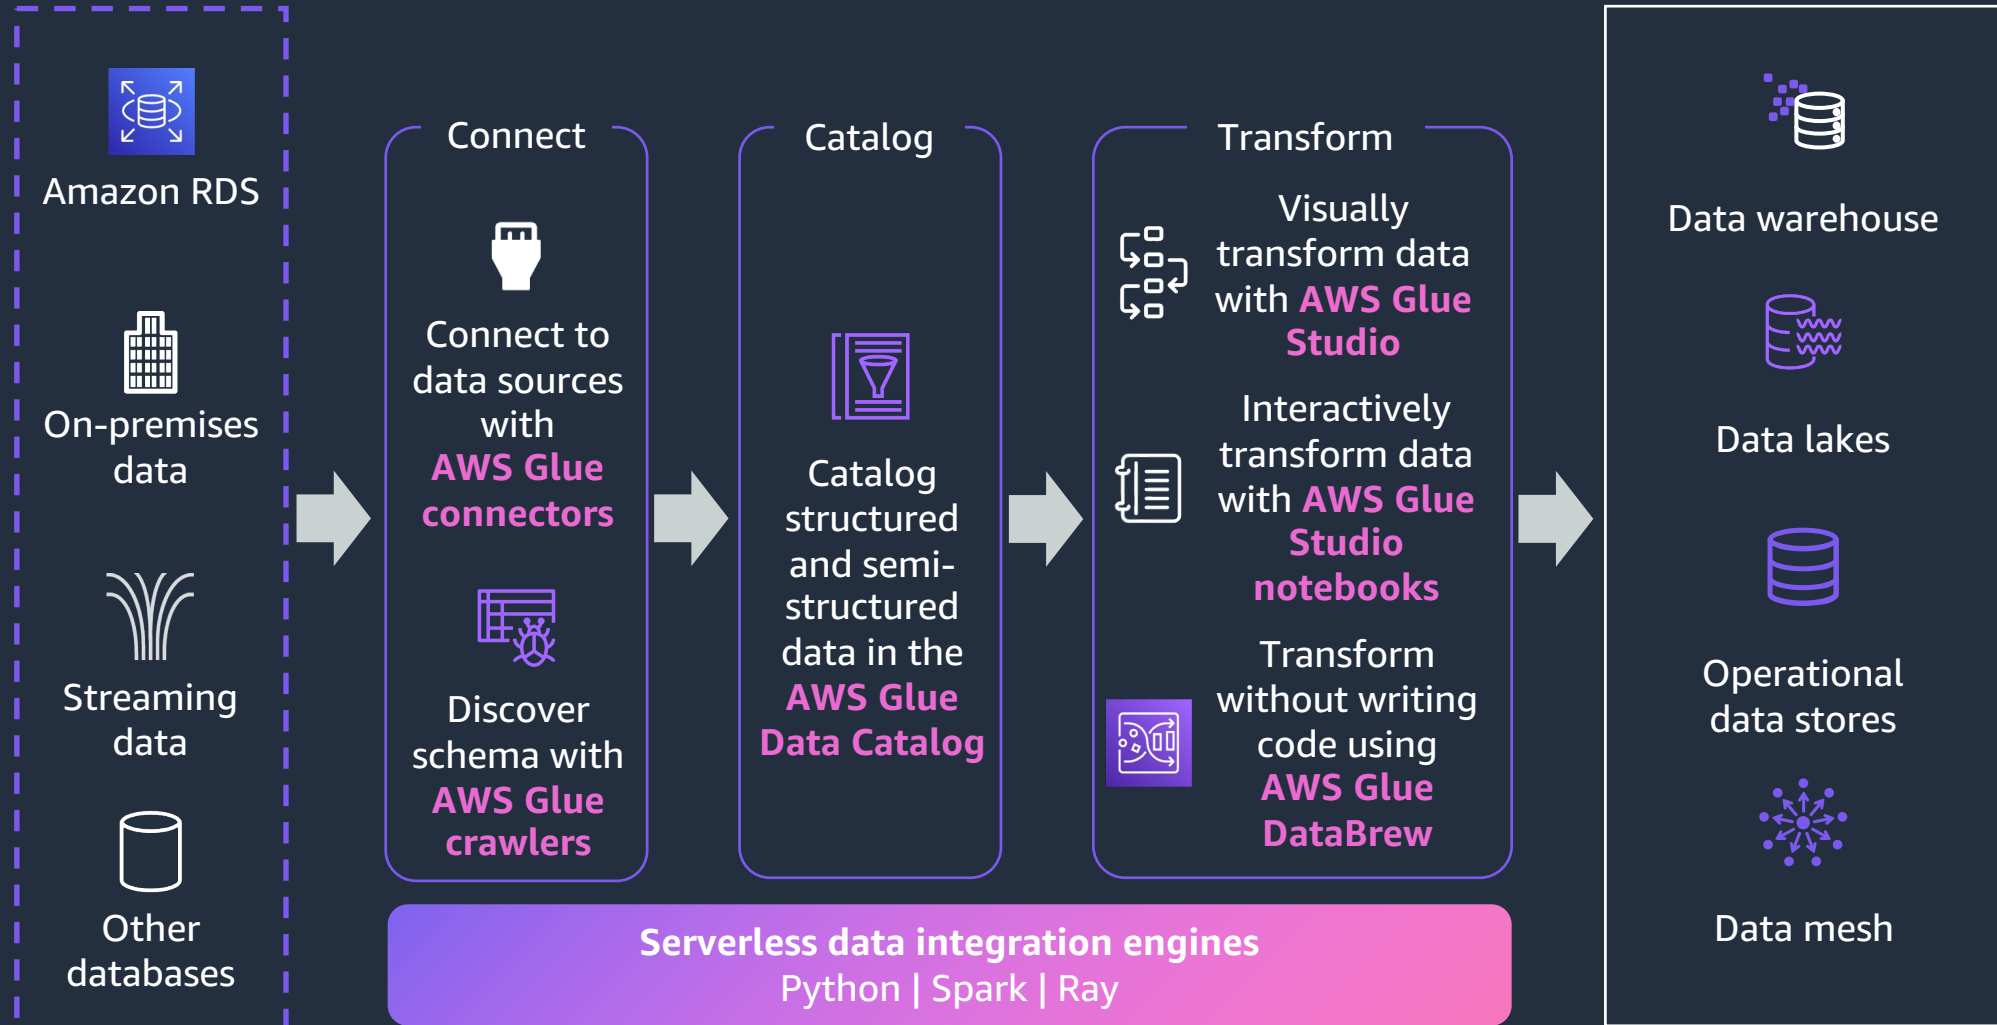 Amazon RDS
On-premises
data
Streaming
data
Other
databases
Connect
Connect to
data sources
with
AWS Glue
connectors
Discover
schema with
AWS Glue
crawlers
Catalog
Catalog
structured
and semi-
structured
data in the
AWS Glue
Data Catalog
Transform
Visually
transform data
with AWS Glue
Studio
Interactively
transform data
with AWS Glue
Studio
notebooks
Transform
without writing
code using
AWS Glue
DataBrew
Serverless data integration engines
Python | Spark | Ray
Data warehouse
Data lakes
Operational
data stores
Data mesh